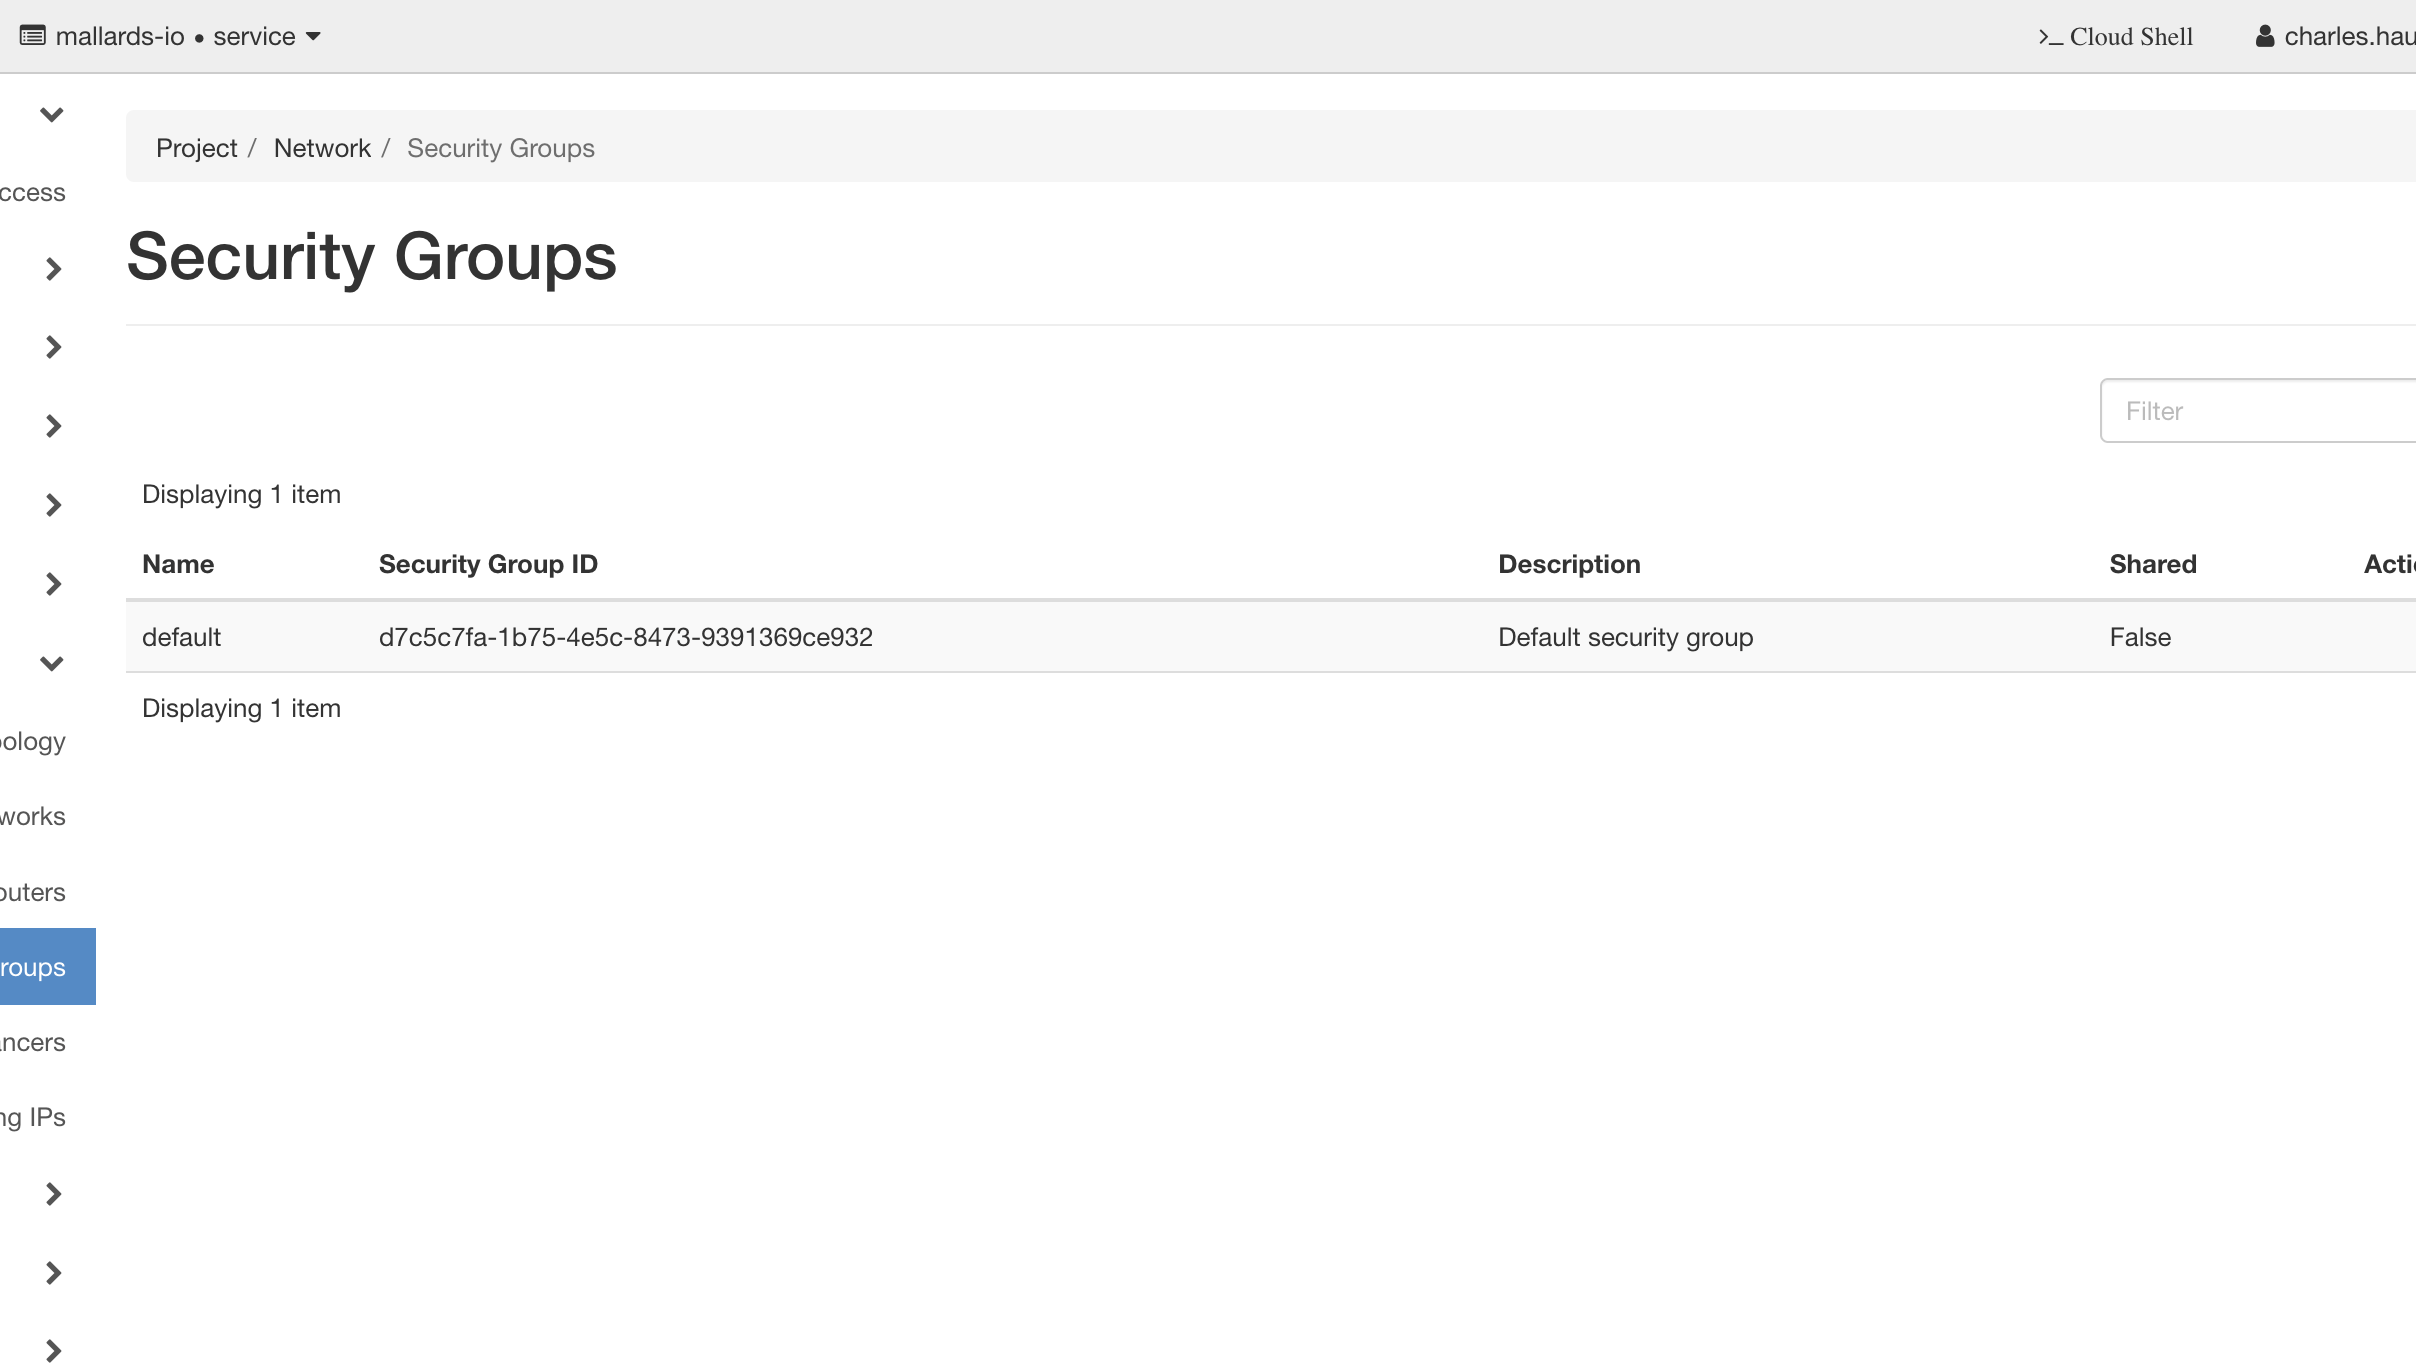 mallards-io • service
>_ Cloud Shell
charles.hau
ccess
Project / Network / Security Groups
Security Groups
Filter
Displaying 1 item
Name Security Group ID Description Shared Acti
default d7c5c7fa-1b75-4e5c-8473-9391369ce932 Default security group False
Displaying 1 item
ology
works
outers
roups
ancers
ng IPs